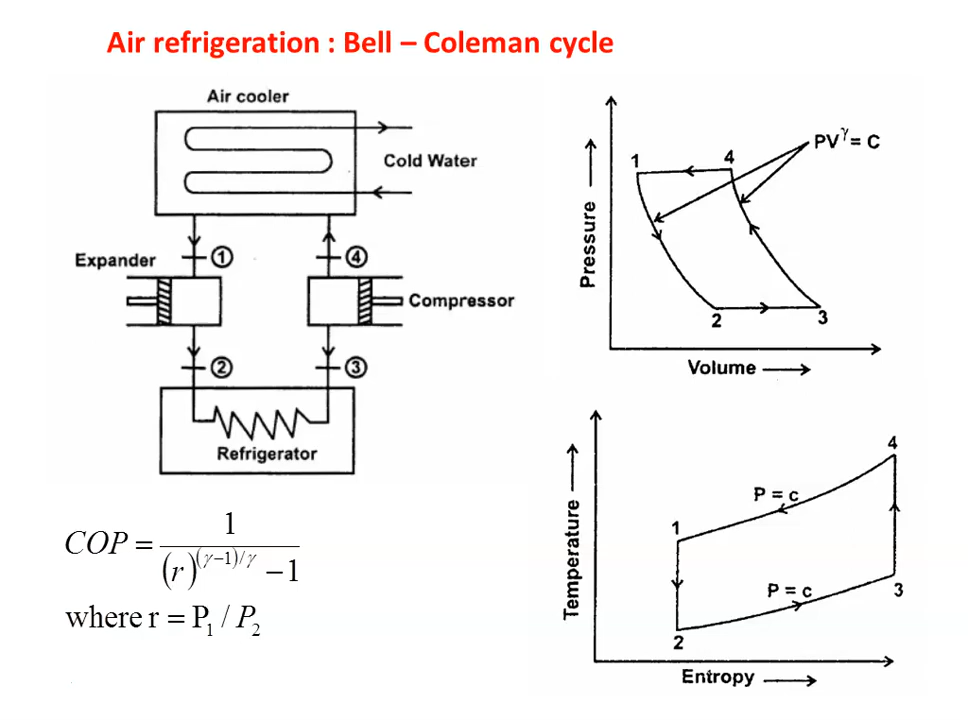 Air refrigeration : Bell – Coleman cycle
Air cooler
Cold Water
Expander
①
④
Compressor
②
③
Refrigerator
COP = 1 / (r)^(γ−1)/γ − 1
where r = P₁ / P₂
PV^γ = C
1
4
Pressure
2
3
Volume
4
P = c
1
Temperature
P = c
3
2
Entropy